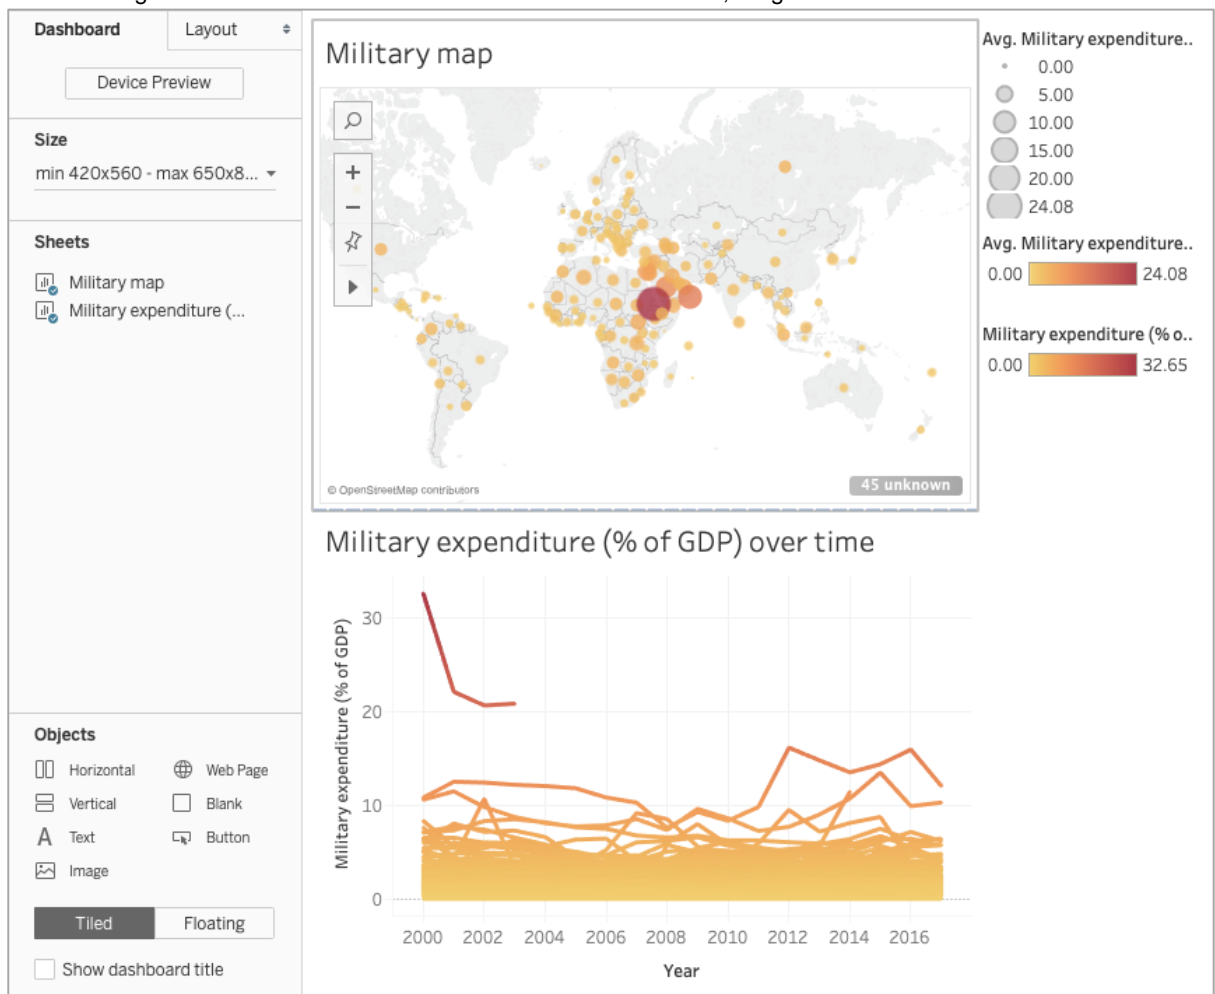 Dashboard
Layout
Device Preview
Size
min 420x560 - max 650x8...
Sheets
Military map
Military expenditure (...
Objects
Horizontal
Web Page
Vertical
Blank
A Text
Button
Image
Tiled
Floating
Show dashboard title
Military map
© OpenStreetMap contributors
45 unknown
Military expenditure (% of GDP) over time
Military expenditure (% of GDP)
30
20
10
0
2000 2002 2004 2006 2008 2010 2012 2014 2016
Year
Avg. Military expenditure..
0.00
5.00
10.00
15.00
20.00
24.08
Avg. Military expenditure..
0.00 24.08
Military expenditure (% o..
0.00 32.65